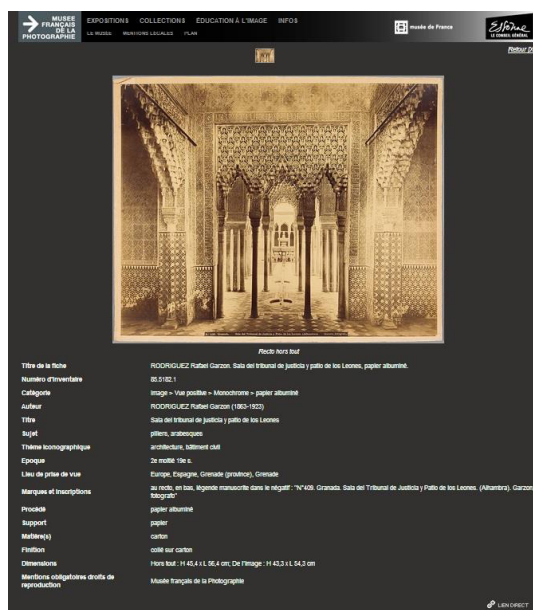 MUSEE
FRANÇAIS
DE LA
PHOTOGRAPHIE
EXPOSITIONS COLLECTIONS ÉDUCATION À L'IMAGE INFOS
LE MUSÉE MENTIONS LÉGALES PLAN
musée de France
Essonne
LE CONSEIL GÉNÉRAL
Retour D
Recto hors tout
Titre de la fiche RODRIGUEZ Rafael Garzon. Sala del tribunal de justicia y patio de los Leones, papier albuminé.
Numéro d'inventaire 85.5182.1
Catégorie Image > Vue positive > Monochrome > papier albuminé
Auteur RODRIGUEZ Rafael Garzon (1863-1923)
Titre Sala del tribunal de justicia y patio de los Leones
Sujet piliers, arabesques
Thème iconographique architecture, bâtiment civil
Epoque 2e moitié 19e s.
Lieu de prise de vue Europe, Espagne, Grenade (province), Grenade
Marques et inscriptions au recto, en bas, légende manuscrite dans le négatif : "N°409. Granada. Sala del Tribunal de Justicia y Patio de los Leones. (Alhambra). Garzon
fotografo"
Procédé papier albuminé
Support papier
Matière(s) carton
Finition collé sur carton
Dimensions Hors tout : H 45,4 x L 56,4 cm; De l'image : H 43,3 x L 54,3 cm
Mentions obligatoires droits de
reproduction Musée français de la Photographie
LIEN DIRECT